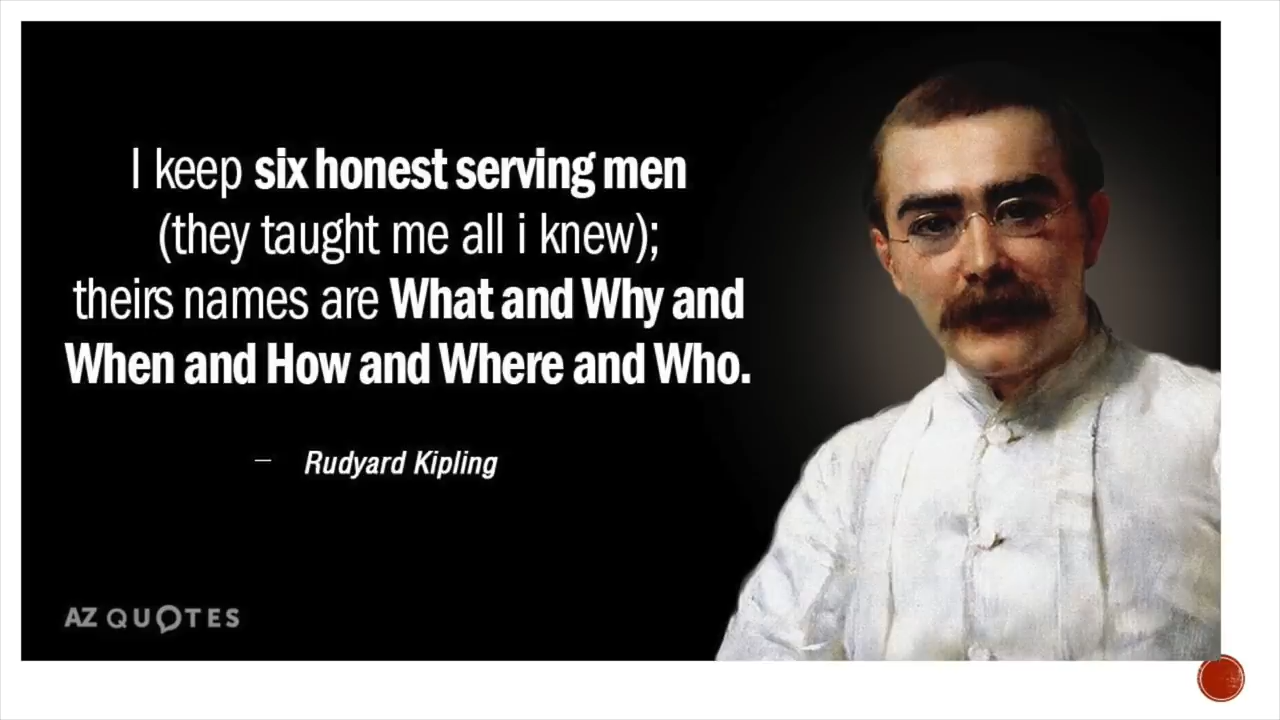 I keep six honest serving men
(they taught me all i knew);
theirs names are What and Why and
When and How and Where and Who.
— Rudyard Kipling
AZ QUOTES